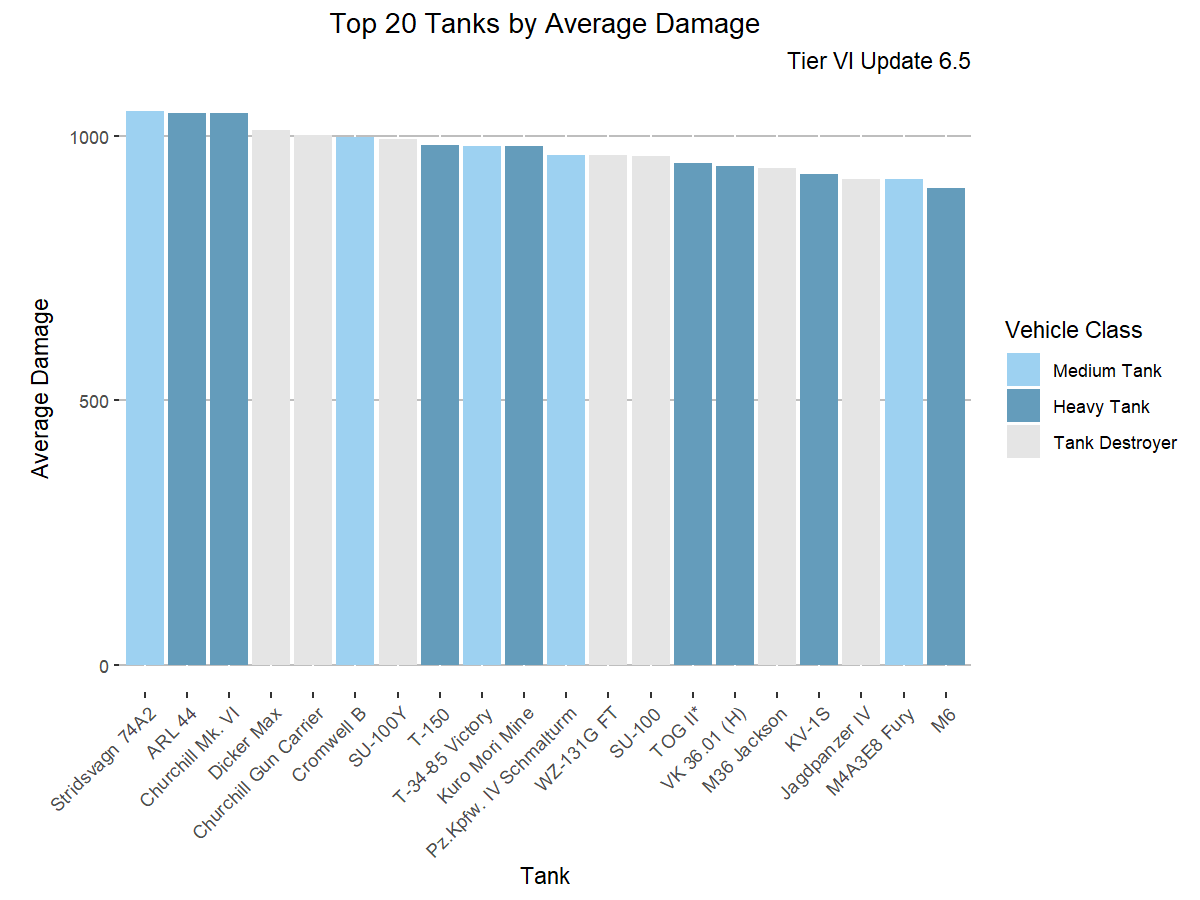 Top 20 Tanks by Average Damage
Tier VI Update 6.5
Average Damage
1000
500
0
Stridsvagn 74A2
ARL 44
Churchill Mk. VI
Dicker Max
Churchill Gun Carrier
Cromwell B
SU-100Y
T-150
T-34-85 Victory
Kuro Mori Mine
Pz.Kpfw. IV Schmalturm
WZ-131G FT
SU-100
TOG II*
VK 36.01 (H)
M36 Jackson
KV-1S
Jagdpanzer IV
M4A3E8 Fury
M6
Tank
Vehicle Class
Medium Tank
Heavy Tank
Tank Destroyer